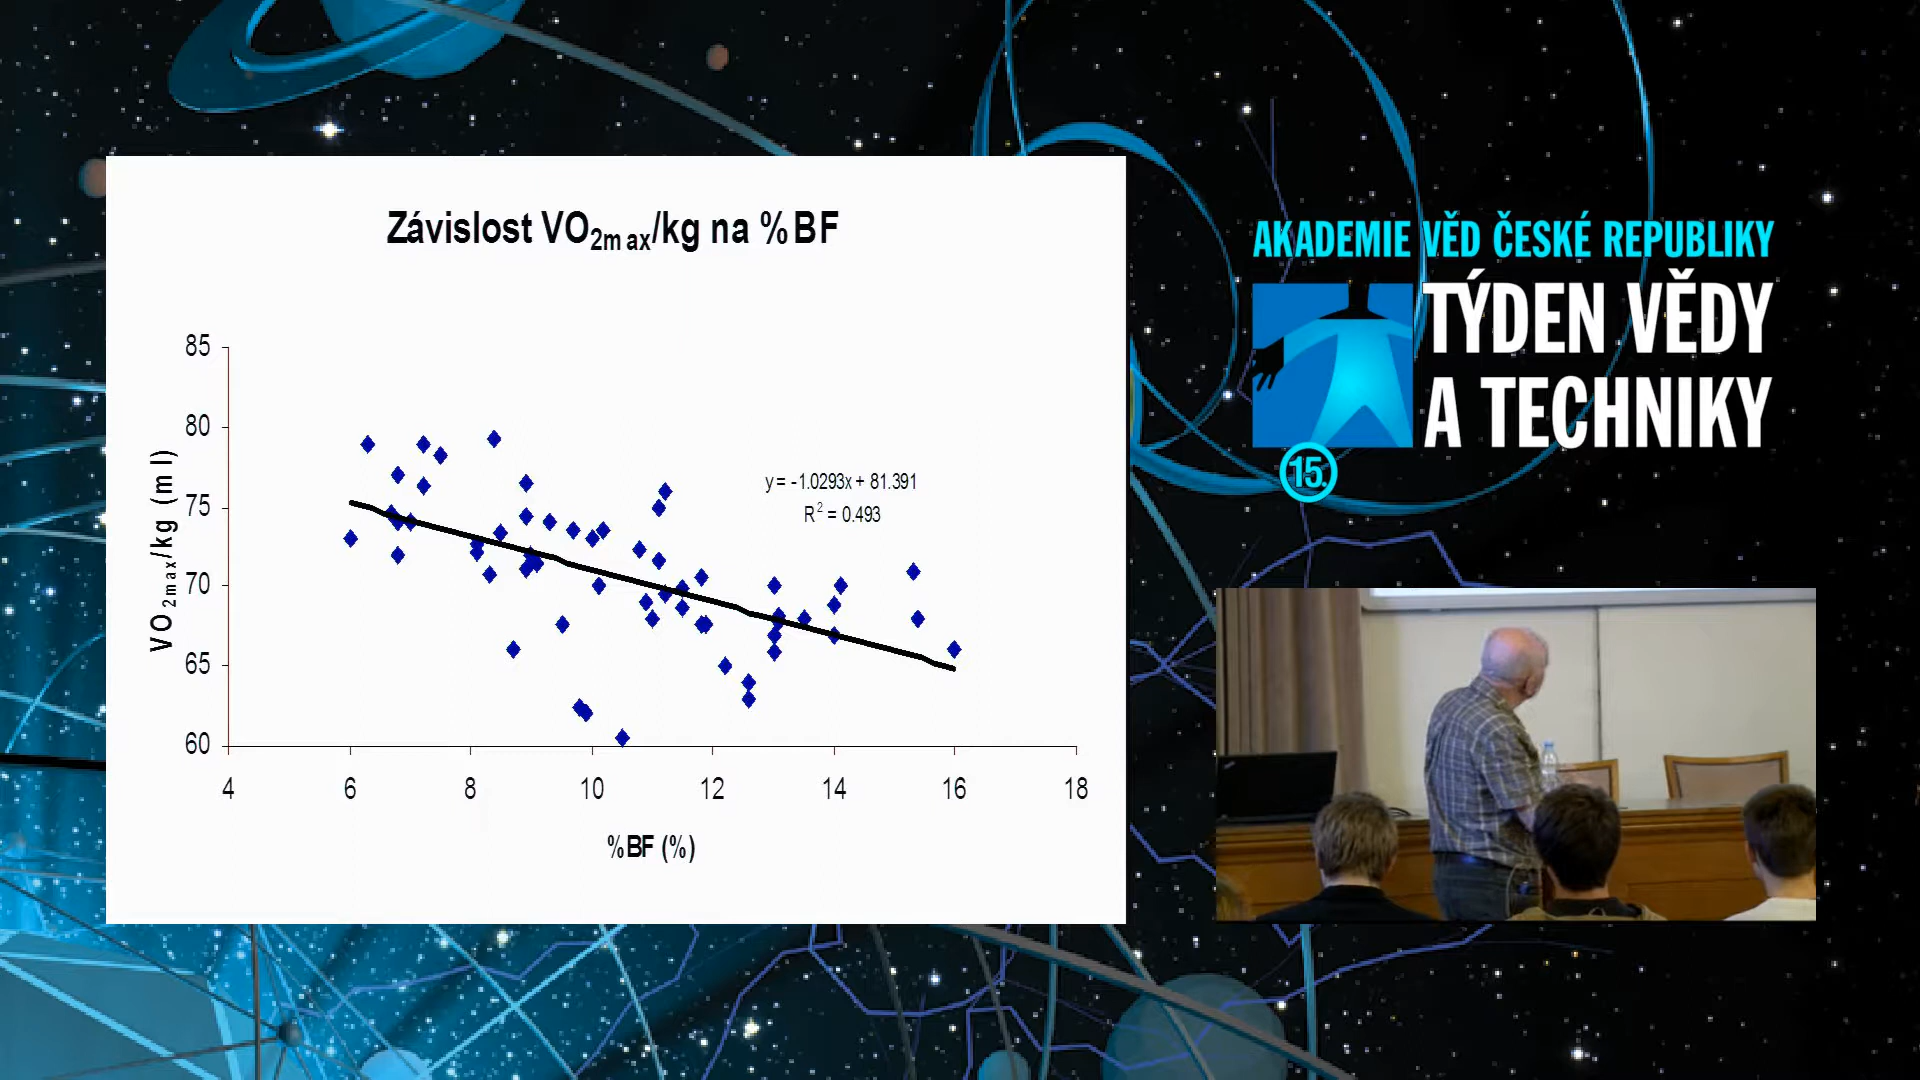 Závislost VO2max/kg na %BF
85
80
75
70
65
60
VO2max/kg (ml)
y = -1.0293x + 81.391
R2 = 0.493
4 6 8 10 12 14 16 18
%BF (%)
AKADEMIE VĚD ČESKÉ REPUBLIKY
TÝDEN VĚDY
A TECHNIKY
15.